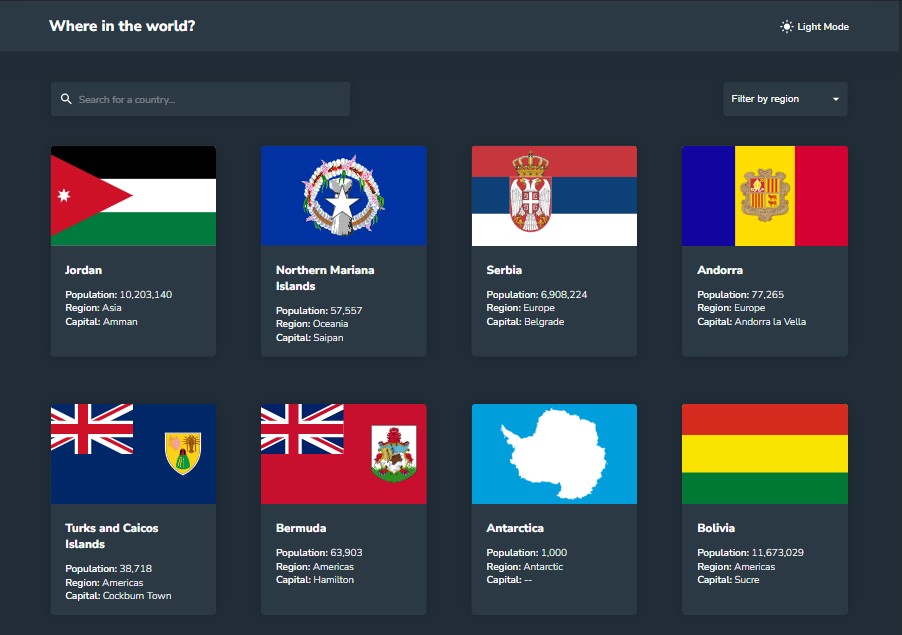 Where in the world?
Light Mode
Search for a country...
Filter by region
Jordan
Population: 10,203,140
Region: Asia
Capital: Amman
Northern Mariana
Islands
Population: 57,557
Region: Oceania
Capital: Saipan
Serbia
Population: 6,908,224
Region: Europe
Capital: Belgrade
Andorra
Population: 77,265
Region: Europe
Capital: Andorra la Vella
Turks and Caicos
Islands
Population: 38,718
Region: Americas
Capital: Cockburn Town
Bermuda
Population: 63,903
Region: Americas
Capital: Hamilton
Antarctica
Population: 1,000
Region: Antarctic
Capital: --
Bolivia
Population: 11,673,029
Region: Americas
Capital: Sucre